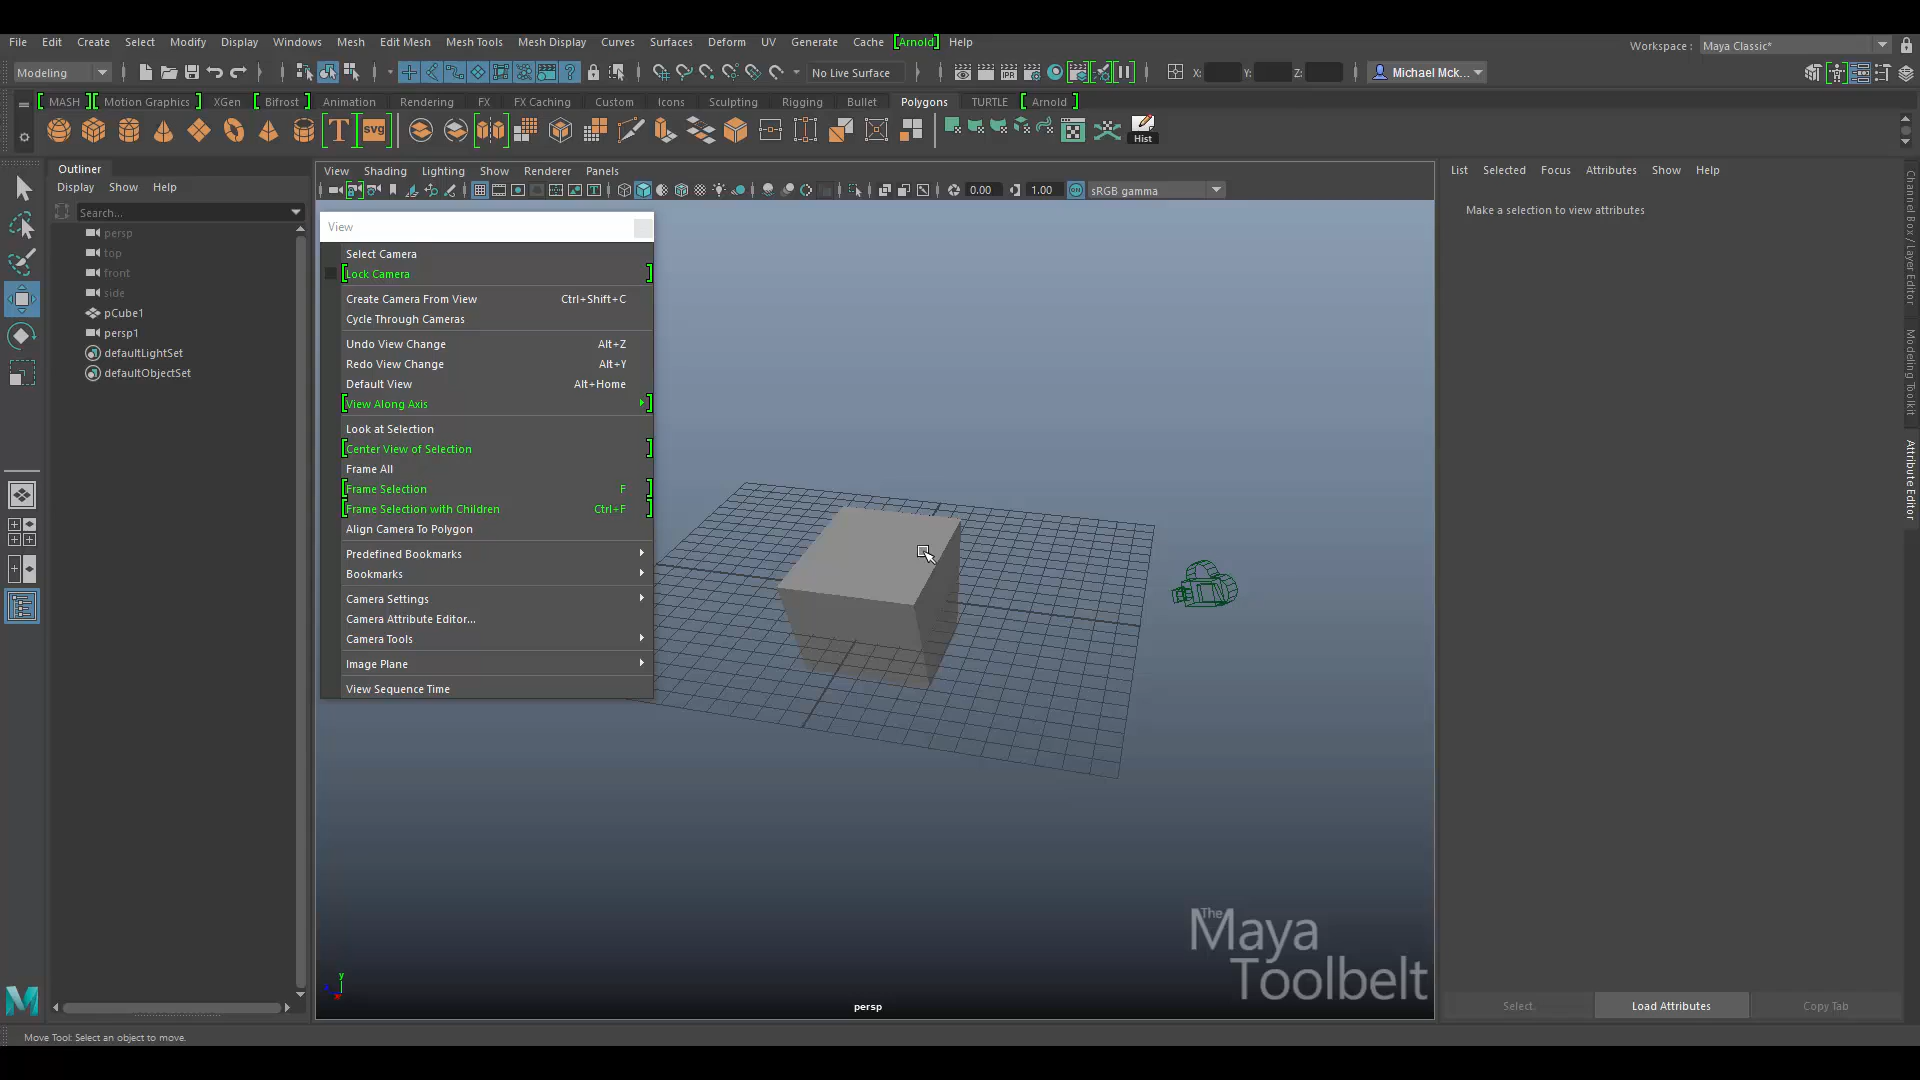 File Edit Create Select Modify Display Windows Mesh Edit Mesh Mesh Tools Mesh Display Curves Surfaces Deform UV Generate Cache [Arnold] Help
Workspace : Maya Classic*
Modeling No Live Surface X: Y: Z: Michael Mck...
[ MASH ] [ Motion Graphics ] XGen [ Bifrost ] Animation Rendering FX FX Caching Custom Icons Sculpting Rigging Bullet Polygons TURTLE [ Arnold ]
T svg IPR Hist
Outliner
Display Show Help
Search...
persp
top
front
side
pCube1
persp1
defaultLightSet
defaultObjectSet
View Shading Lighting Show Renderer Panels
0.00 1.00 ON sRGB gamma
View
Select Camera
[Lock Camera ]
Create Camera From View Ctrl+Shift+C
Cycle Through Cameras
Undo View Change Alt+Z
Redo View Change Alt+Y
Default View Alt+Home
[View Along Axis ]
Look at Selection
[Center View of Selection ]
Frame All
[Frame Selection F ]
[Frame Selection with Children Ctrl+F ]
Align Camera To Polygon
Predefined Bookmarks
Bookmarks
Camera Settings
Camera Attribute Editor...
Camera Tools
Image Plane
View Sequence Time
y
persp
The
Maya
Toolbelt
List Selected Focus Attributes Show Help
Make a selection to view attributes
Select Load Attributes Copy Tab
Channel Box / Layer Editor
Modeling Toolkit
Attribute Editor
Move Tool: Select an object to move.